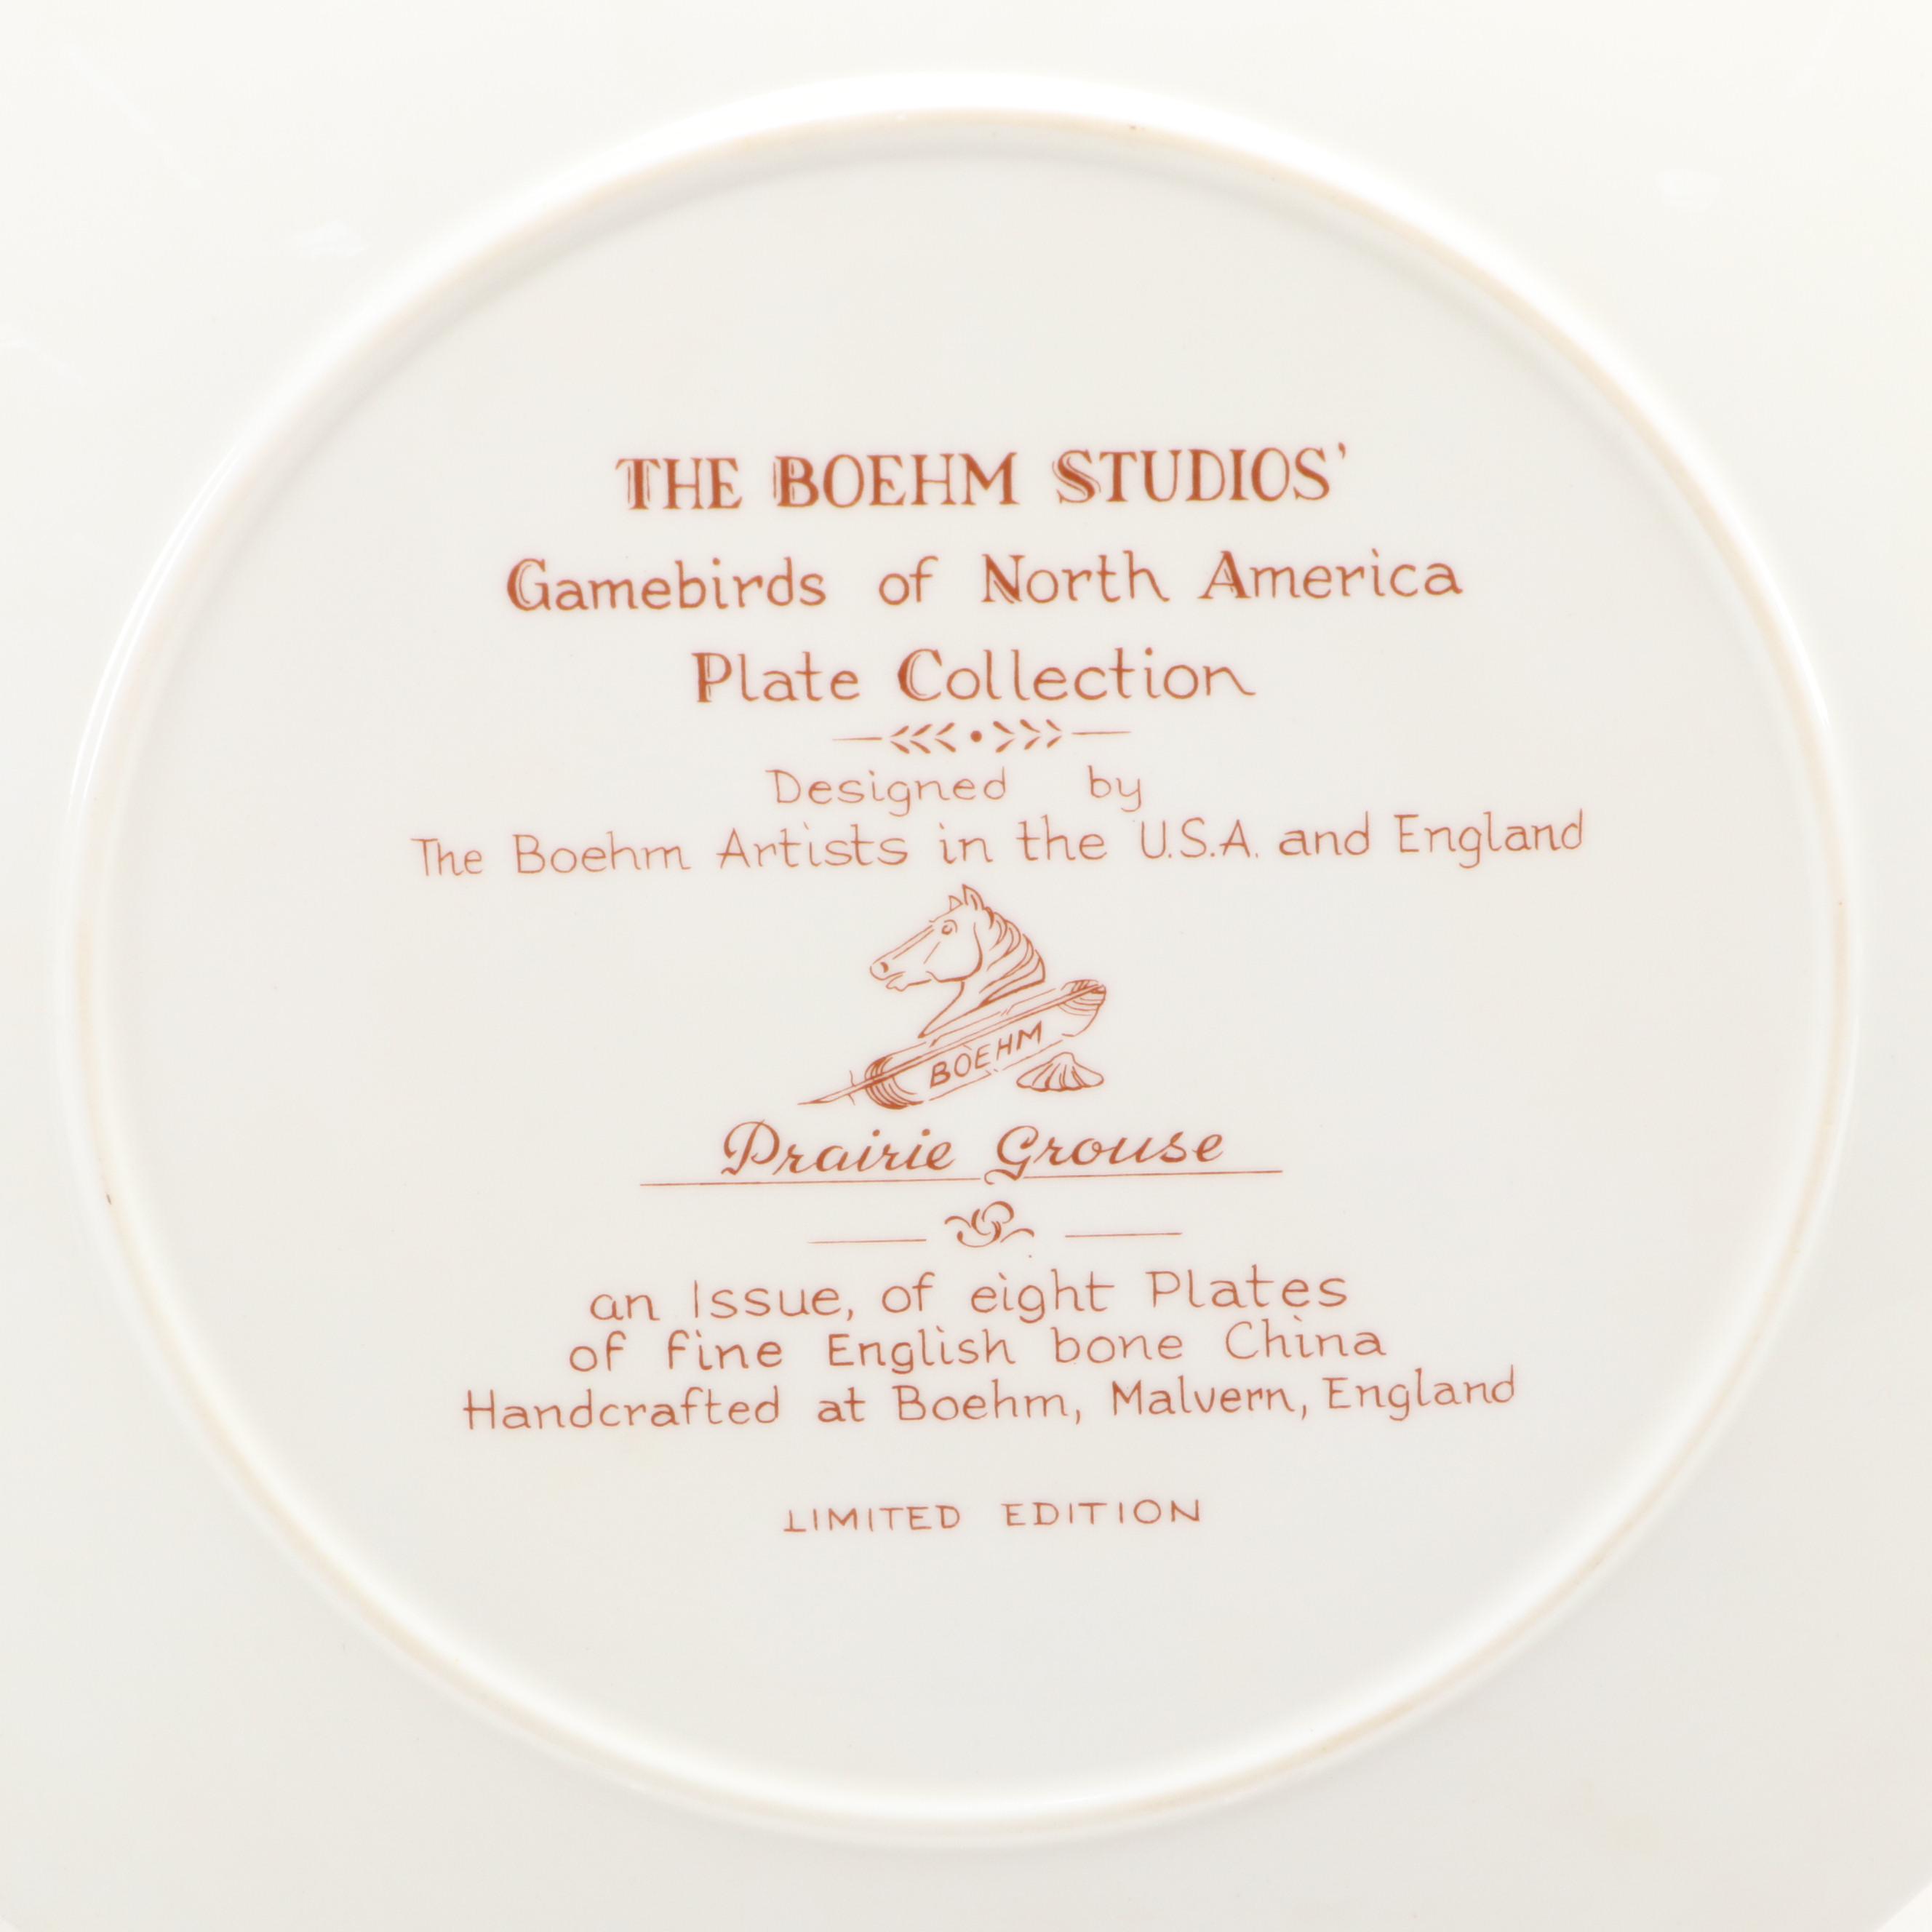 THE BOEHM STUDIOS'
Gamebirds of North America
Plate Collection
Designed by
The Boehm Artists in the U.S.A. and England
BOEHM
Prairie Grouse
an Issue, of eight Plates
of fine English bone China
Handcrafted at Boehm, Malvern, England
LIMITED EDITION